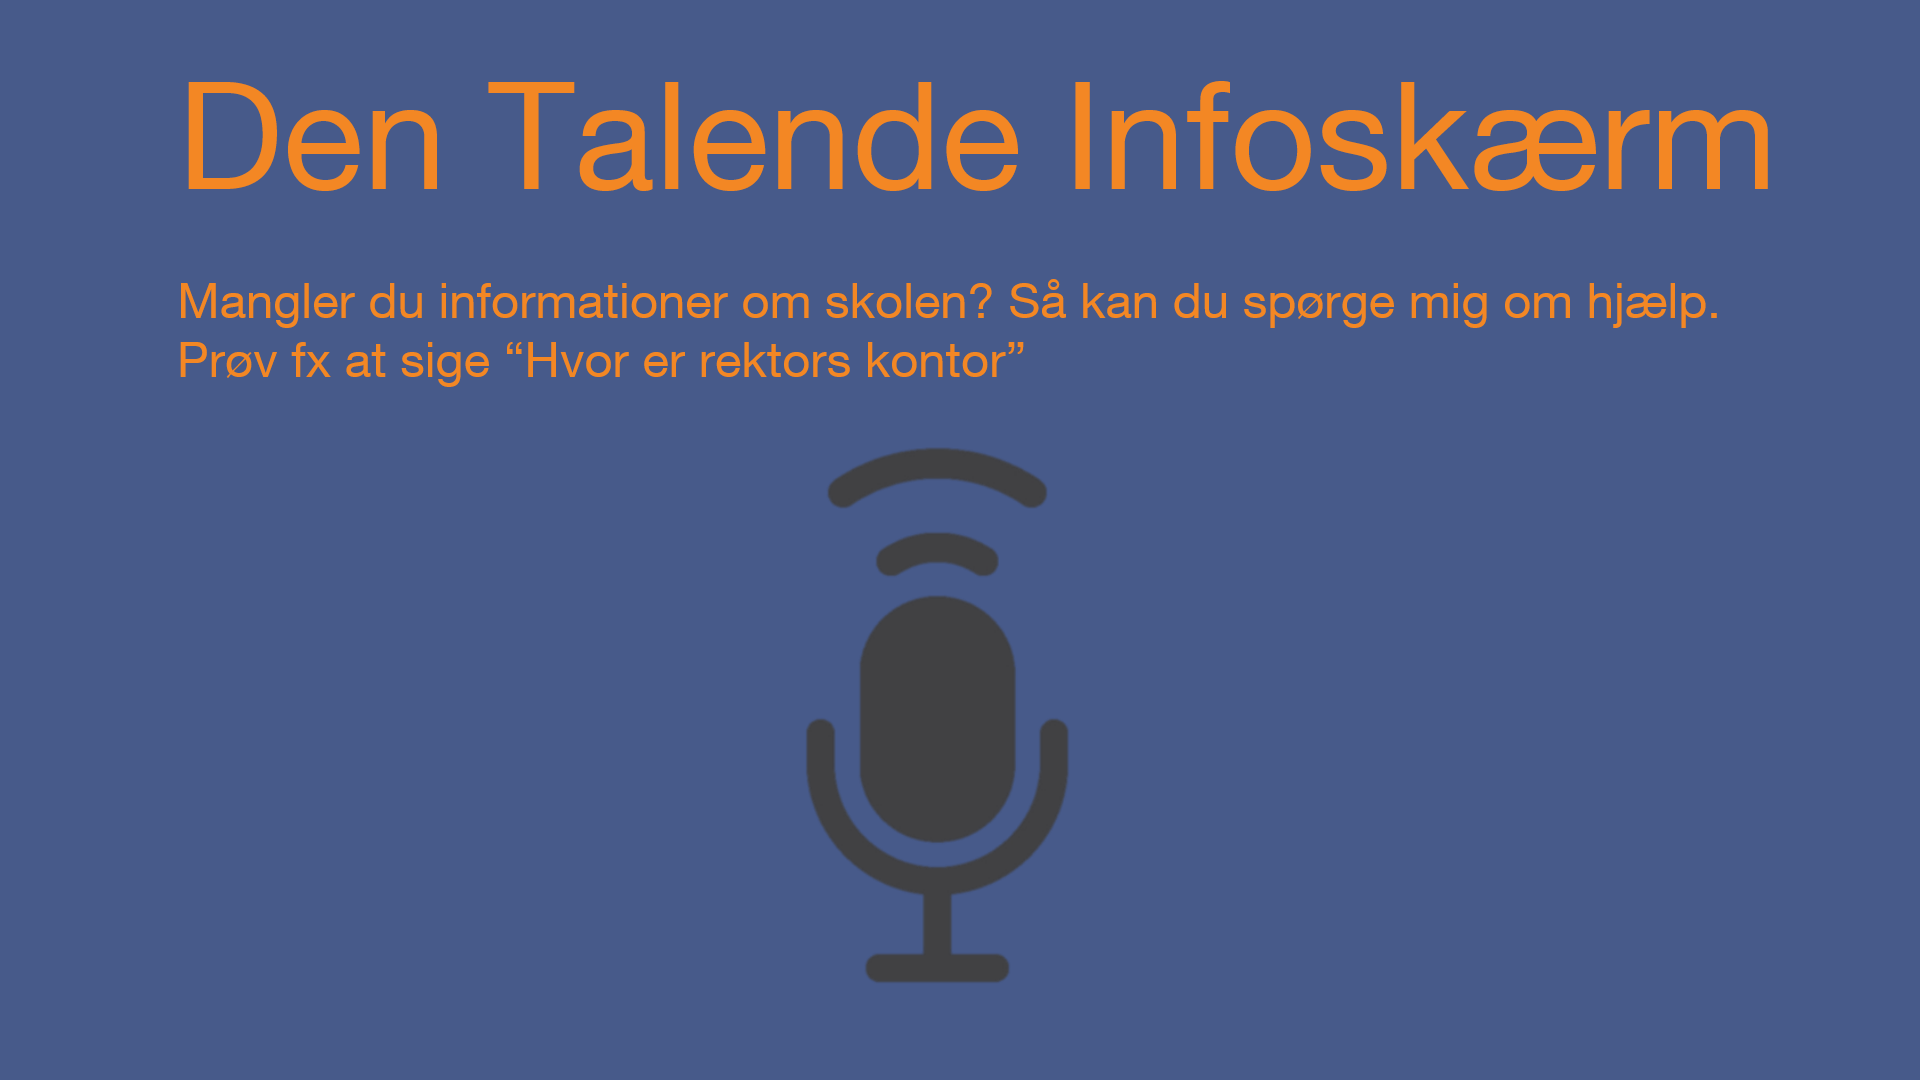 Den Talende Infoskærm
Mangler du informationer om skolen? Så kan du spørge mig om hjælp.
Prøv fx at sige “Hvor er rektors kontor”